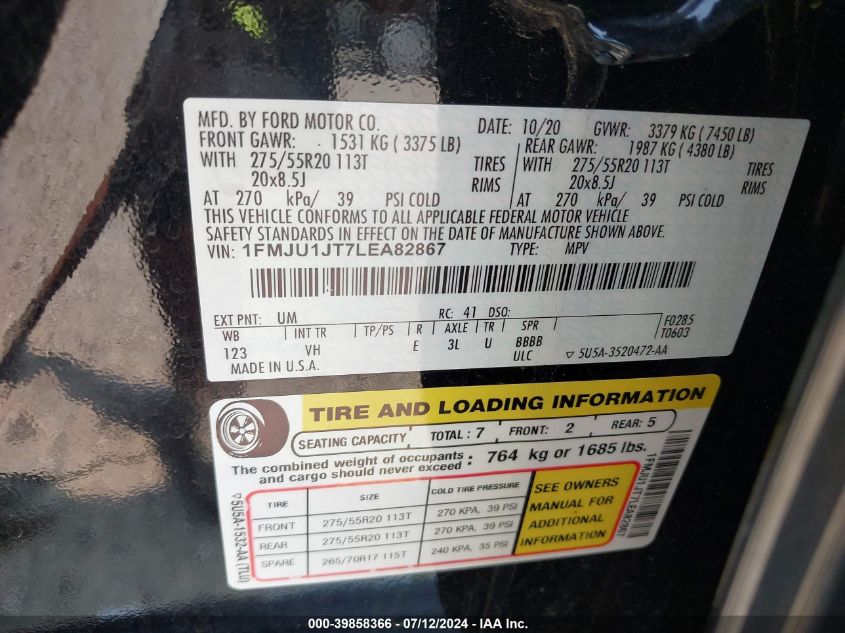 MFD. BY FORD MOTOR CO. DATE: 10/20 GVWR: 3379 KG ( 7450 LB)
FRONT GAWR: 1531 KG ( 3375 LB) REAR GAWR: 1987 KG ( 4380 LB)
WITH 275/55R20 113T TIRES WITH 275/55R20 113T TIRES
20x8.5J RIMS 20x8.5J RIMS
AT 270 kPa/ 39 PSI COLD AT 270 kPa/ 39 PSI COLD
THIS VEHICLE CONFORMS TO ALL APPLICABLE FEDERAL MOTOR VEHICLE
SAFETY STANDARDS IN EFFECT ON THE DATE OF MANUFACTURE SHOWN ABOVE.
VIN: 1FMJU1JT7LEA82867 TYPE: MPV
EXT PNT: UM RC: 41 DSO:
WB INT TR TP/PS R AXLE TR SPR F0285
123 VH E 3L U BBBB T0603
ULC ▽ 5U5A-3520472-AA
MADE IN U.S.A.
TIRE AND LOADING INFORMATION
SEATING CAPACITY TOTAL : 7 FRONT: 2 REAR: 5
The combined weight of occupants and cargo should never exceed : 764 kg or 1685 lbs.
TIRE SIZE COLD TIRE PRESSURE
FRONT 275/55R20 113T 270 KPA, 39 PSI
REAR 275/55R20 113T 270 KPA, 39 PSI
SPARE 265/70R17 115T 240 KPA, 35 PSI
SEE OWNERS
MANUAL FOR
ADDITIONAL
INFORMATION
▽5U5A-1532-AA (TLU)
1FMJU1JT7LEA82867
000-39858366 - 07/12/2024 - IAA Inc.